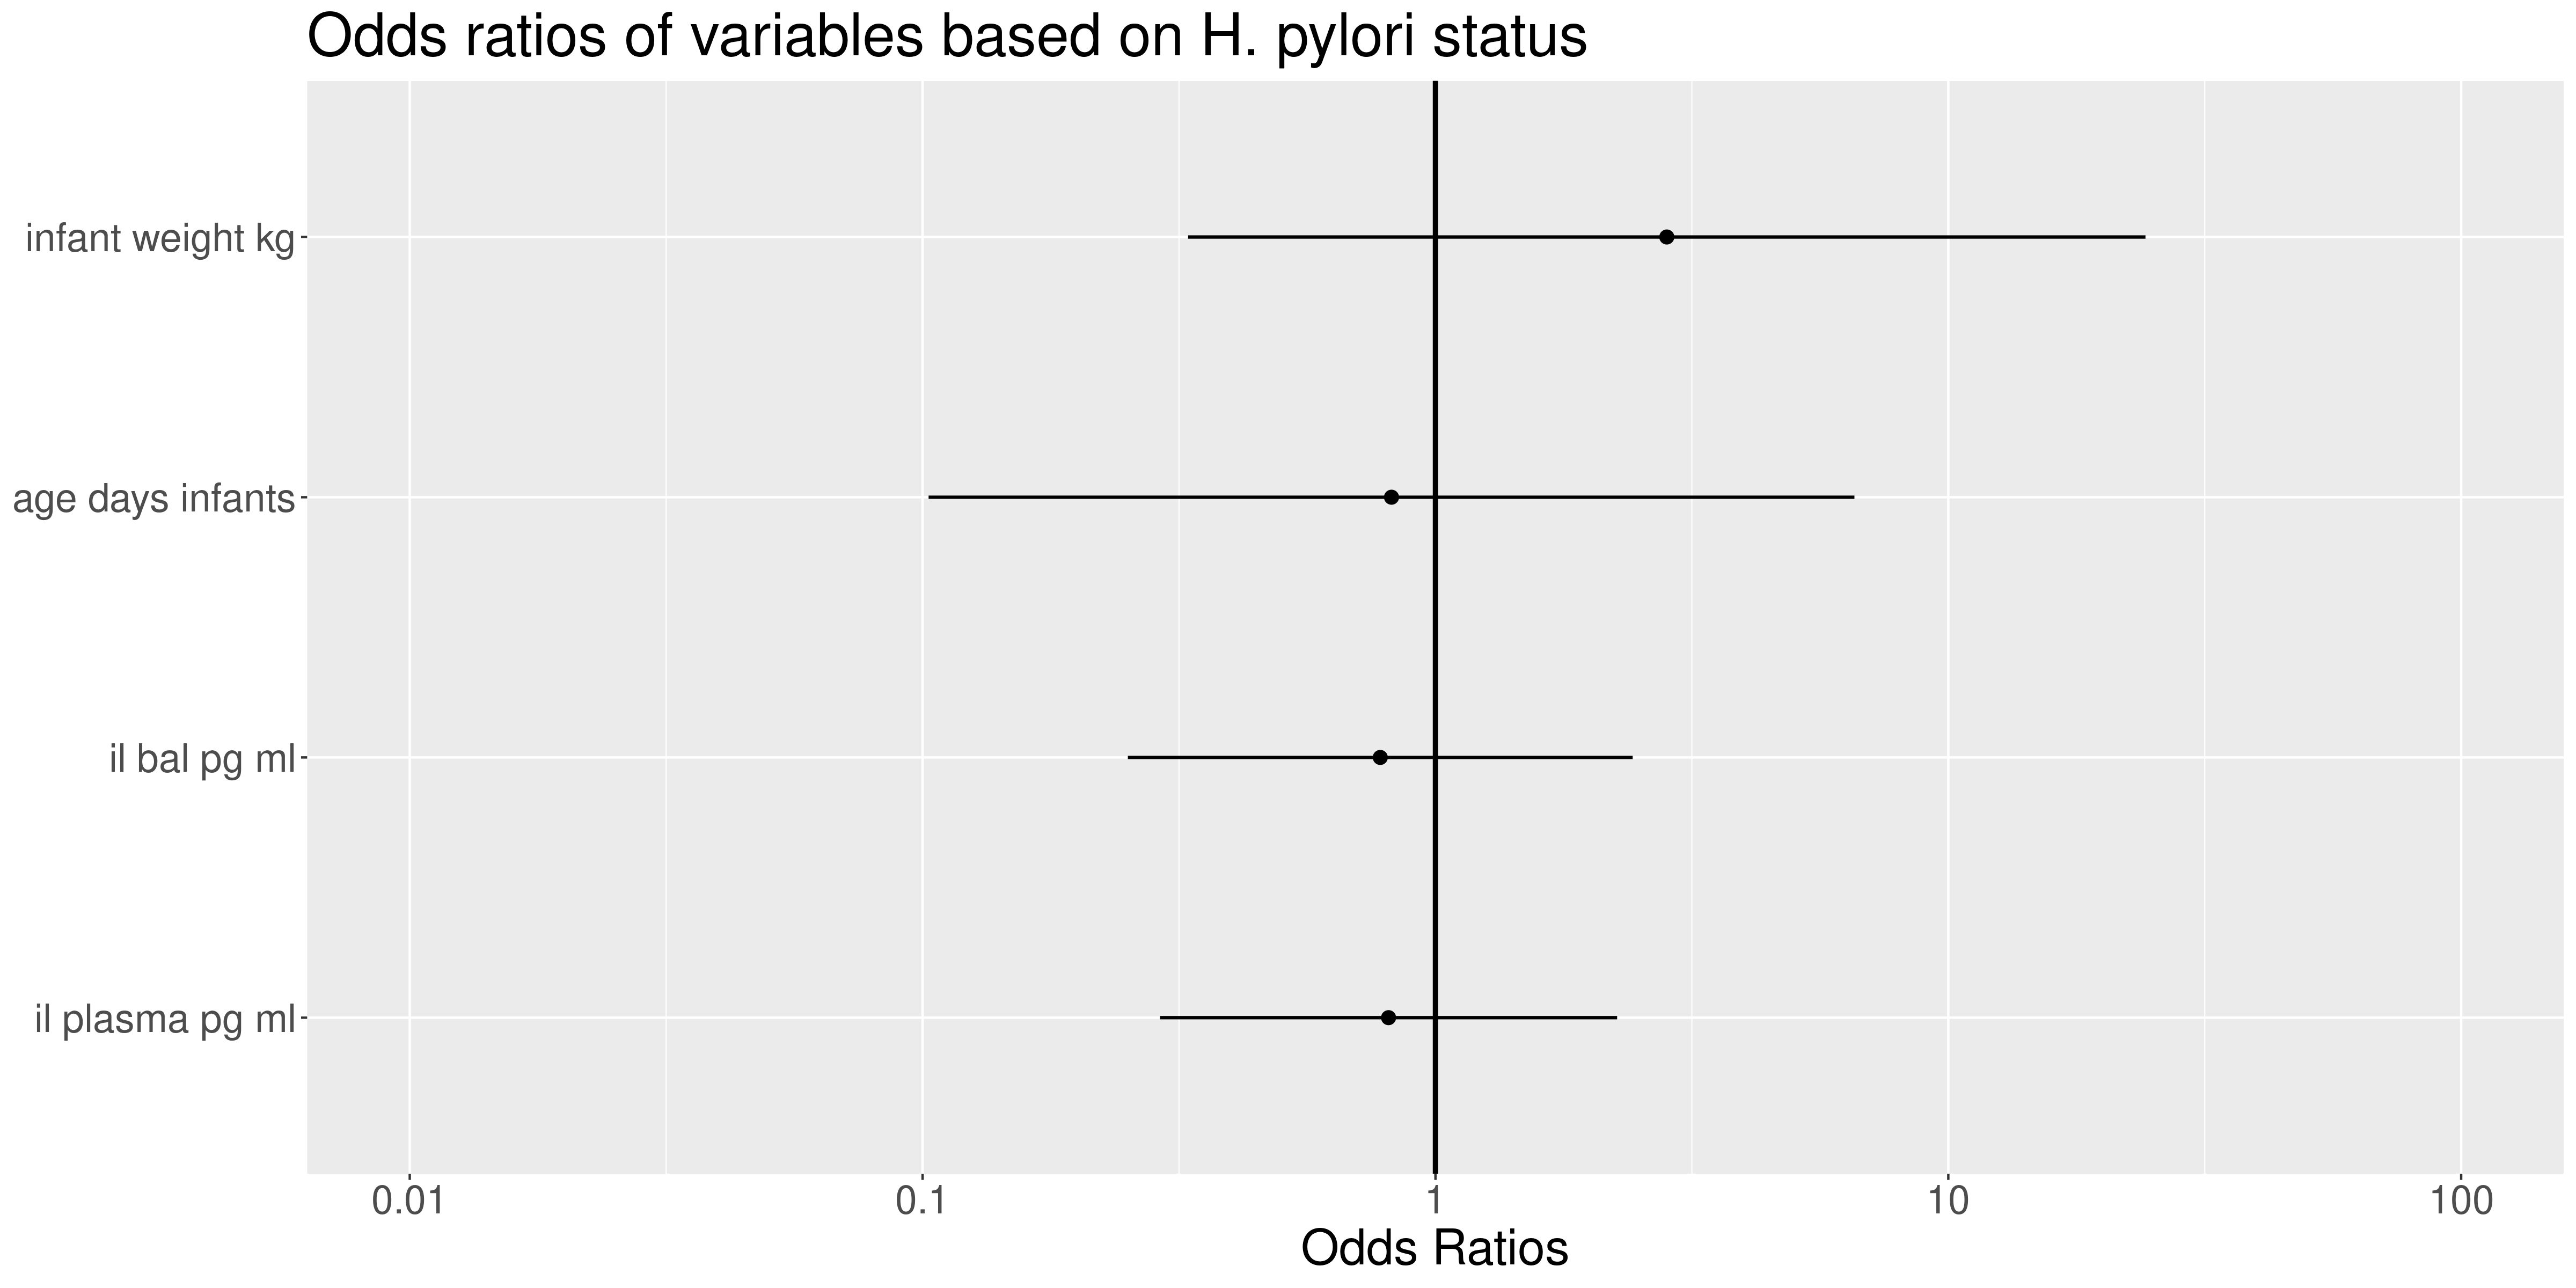 Odds ratios of variables based on H. pylori status
infant weight kg
age days infants
il bal pg ml
il plasma pg ml
0.01 0.1 1 10 100
Odds Ratios